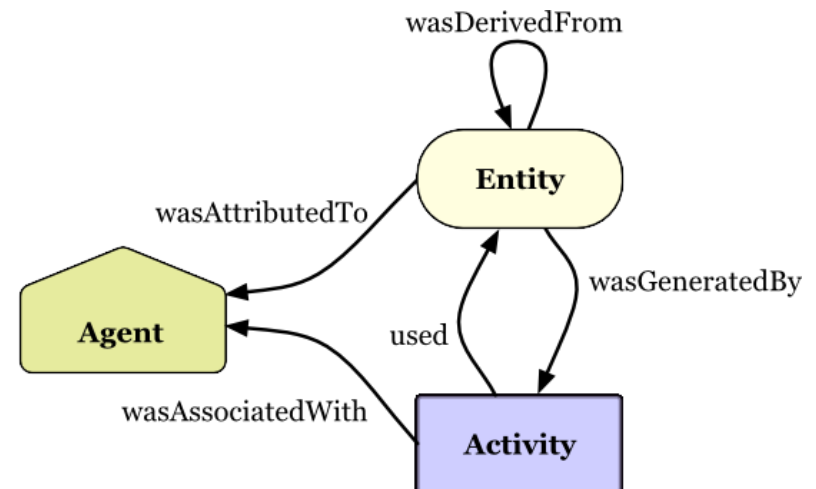 wasDerivedFrom
Entity
wasAttributedTo
wasGeneratedBy
Agent
used
wasAssociatedWith
Activity